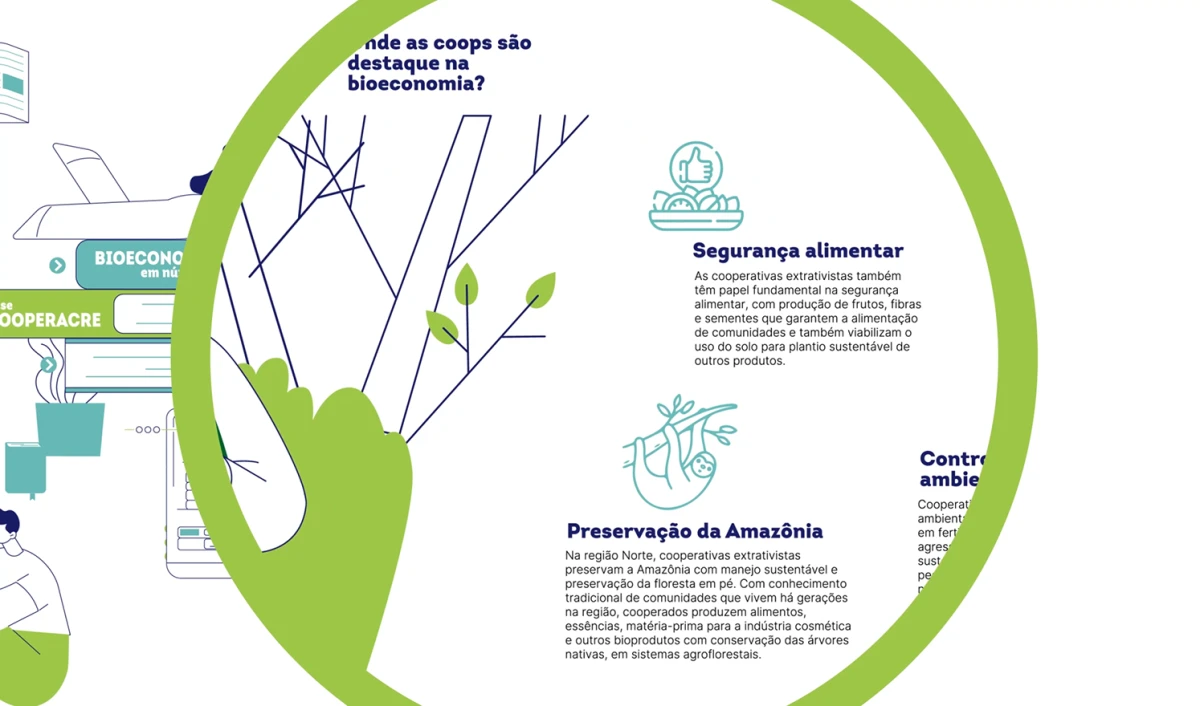 nde as coops são
destaque na
bioeconomia?
Segurança alimentar
As cooperativas extrativistas também
têm papel fundamental na segurança
alimentar, com produção de frutos, fibras
e sementes que garantem a alimentação
de comunidades e também viabilizam o
uso do solo para plantio sustentável de
outros produtos.
BIOECONO
em nú
se
OOPERACRE
Preservação da Amazônia
Na região Norte, cooperativas extrativistas
preservam a Amazônia com manejo sustentável e
preservação da floresta em pé. Com conhecimento
tradicional de comunidades que vivem há gerações
na região, cooperados produzem alimentos,
essências, matéria-prima para a indústria cosmética
e outros bioprodutos com conservação das árvores
nativas, em sistemas agroflorestais.
Contro
ambie
Cooperati
ambient
em ferti
agres
sust
pe